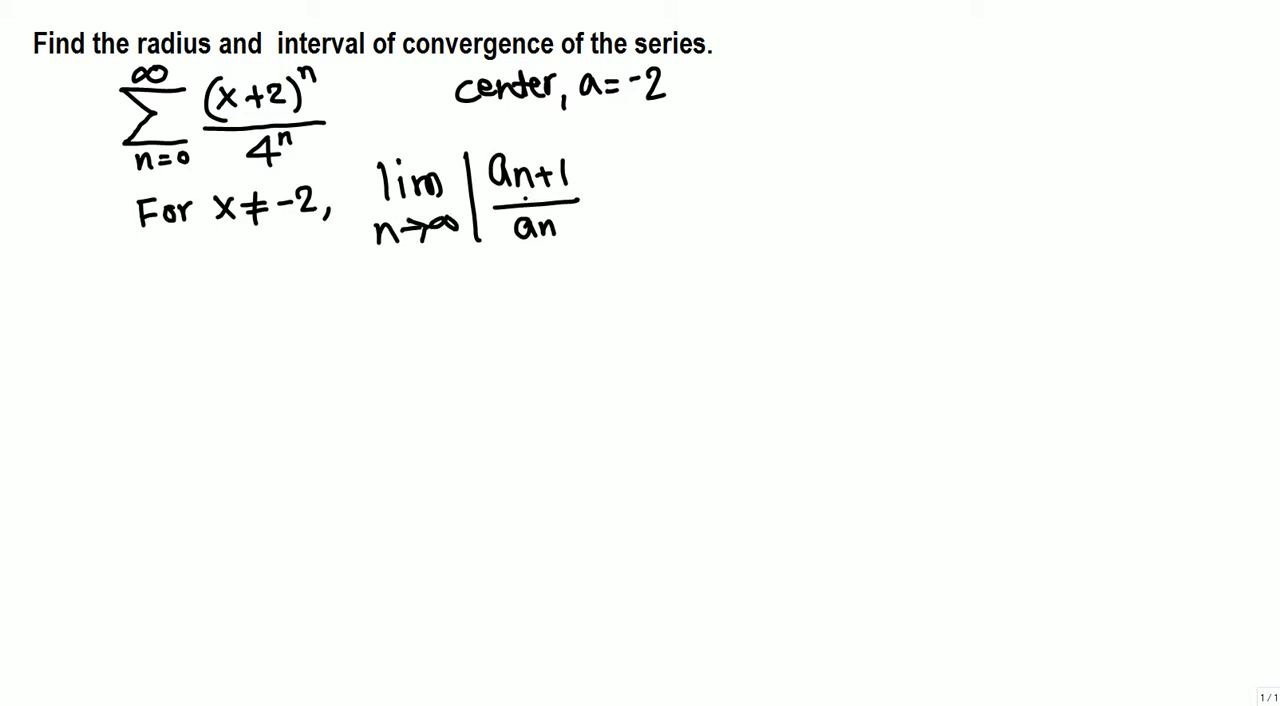 Find the radius and interval of convergence of the series.
∞
∑ (x+2)^n / 4^n center, a = -2
n=0
For x ≠ -2, lim n→∞ | an+1 / an
1 / 1